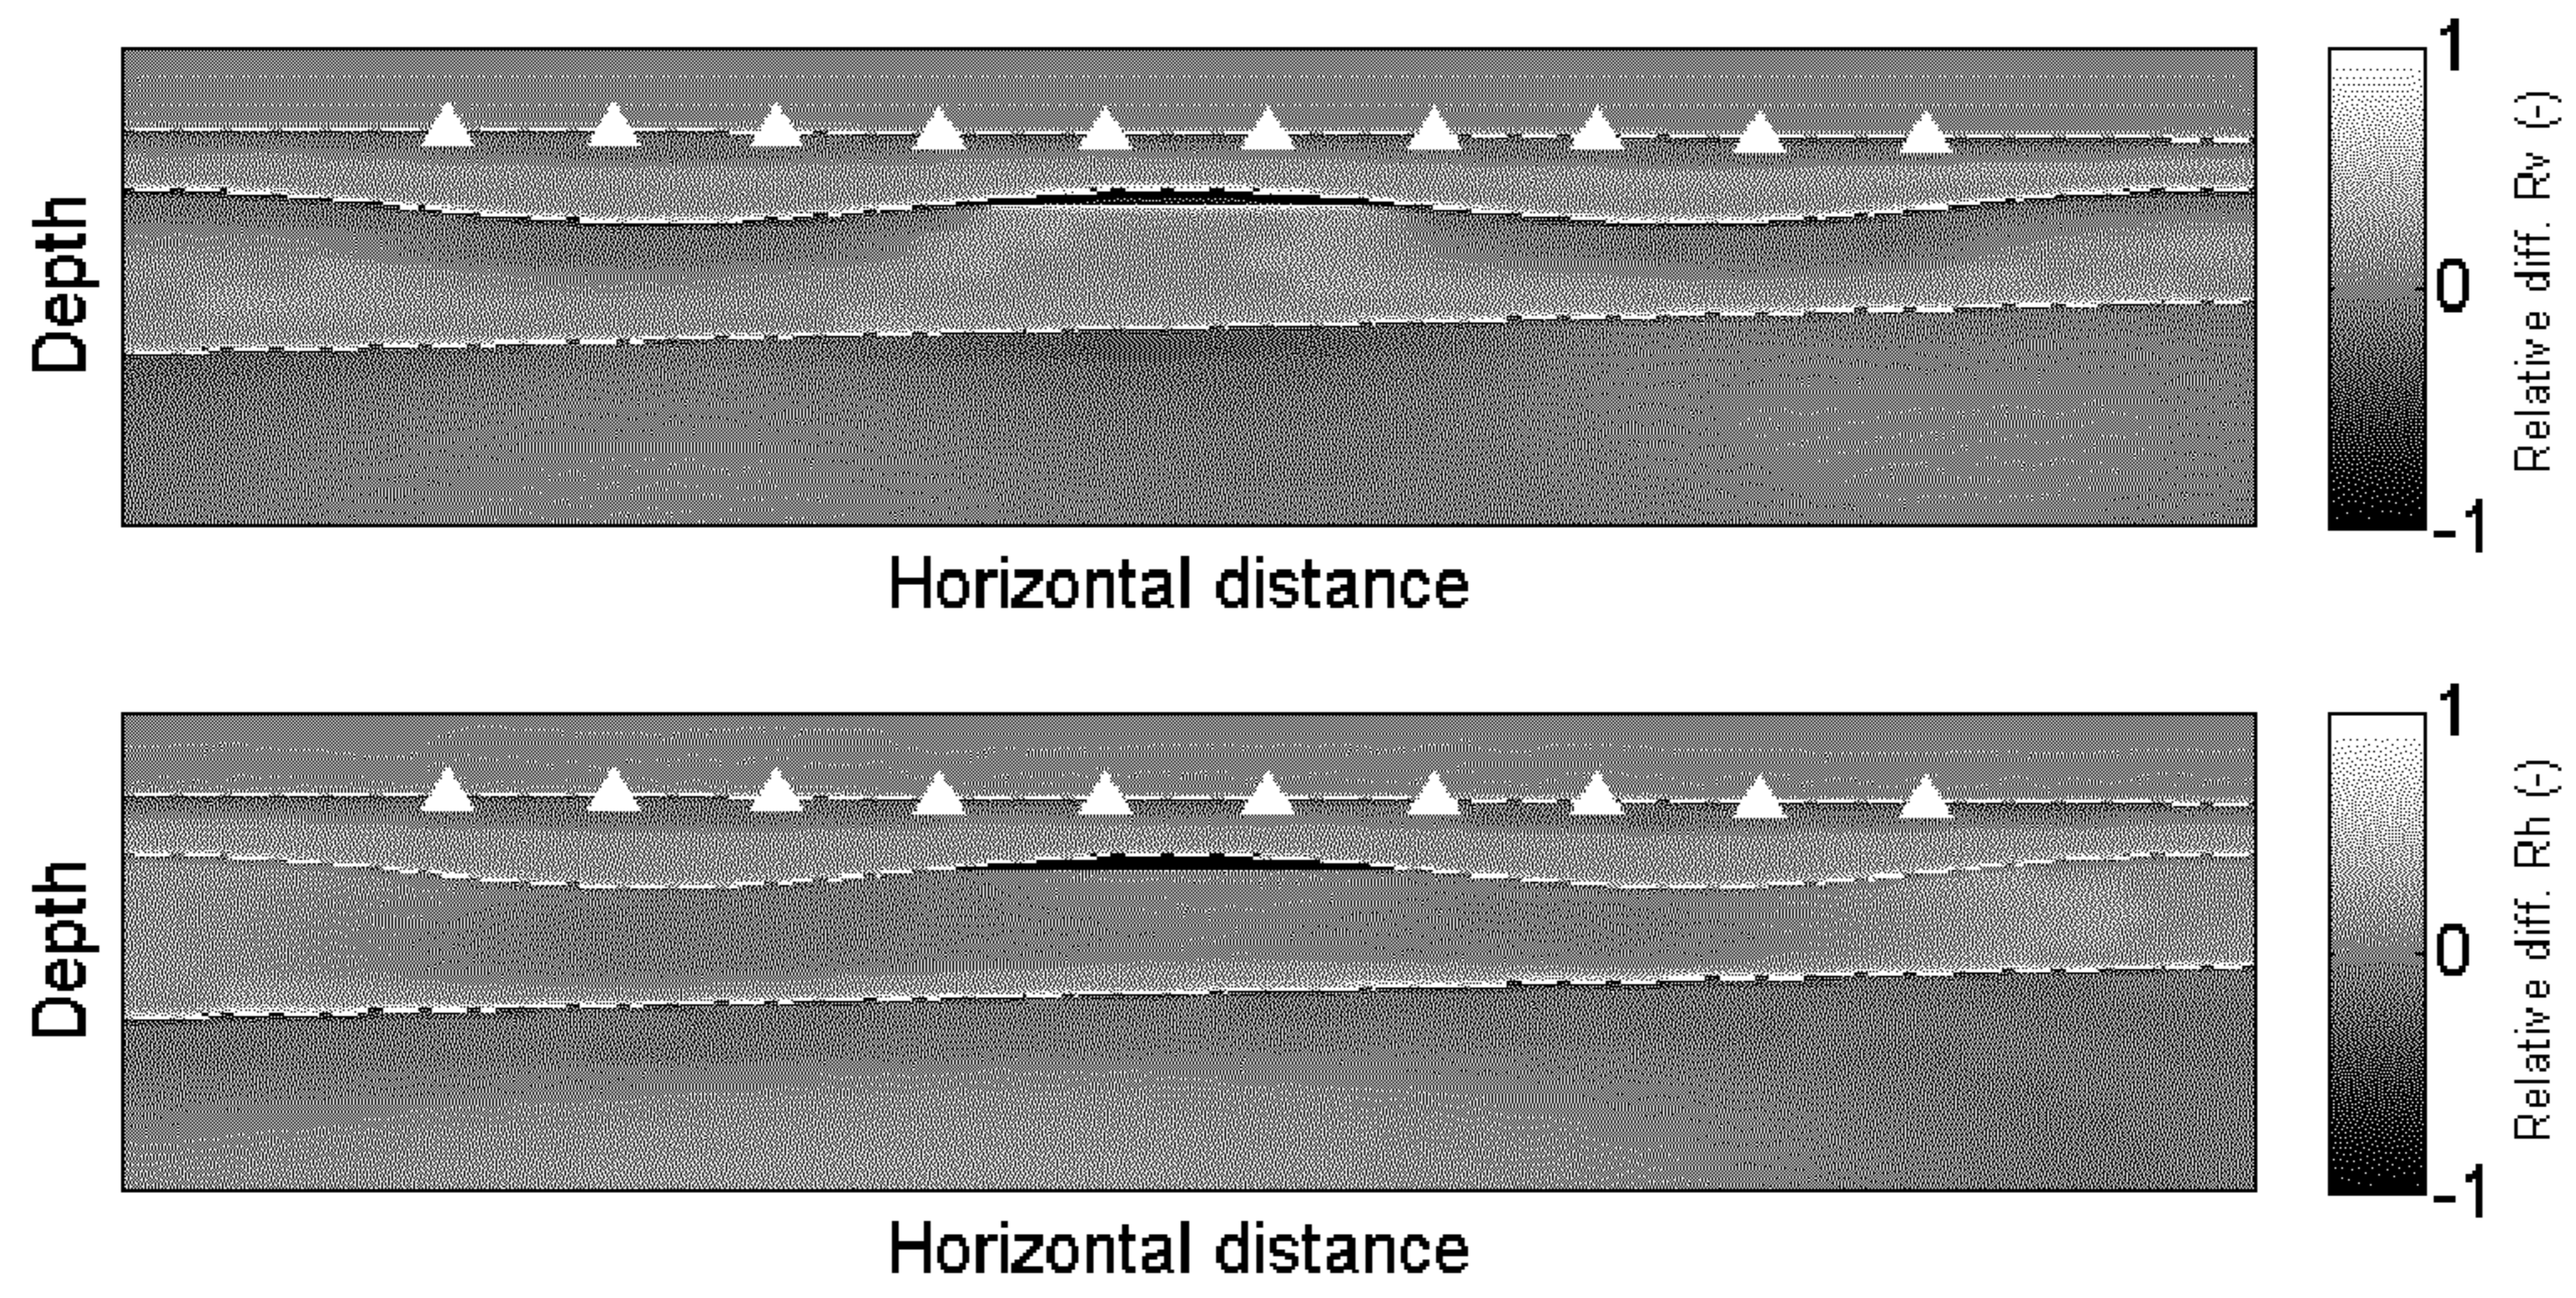 1
0
-1
Relative diff. Rv (-)
Depth
Horizontal distance
1
0
-1
Relative diff. Rh (-)
Depth
Horizontal distance